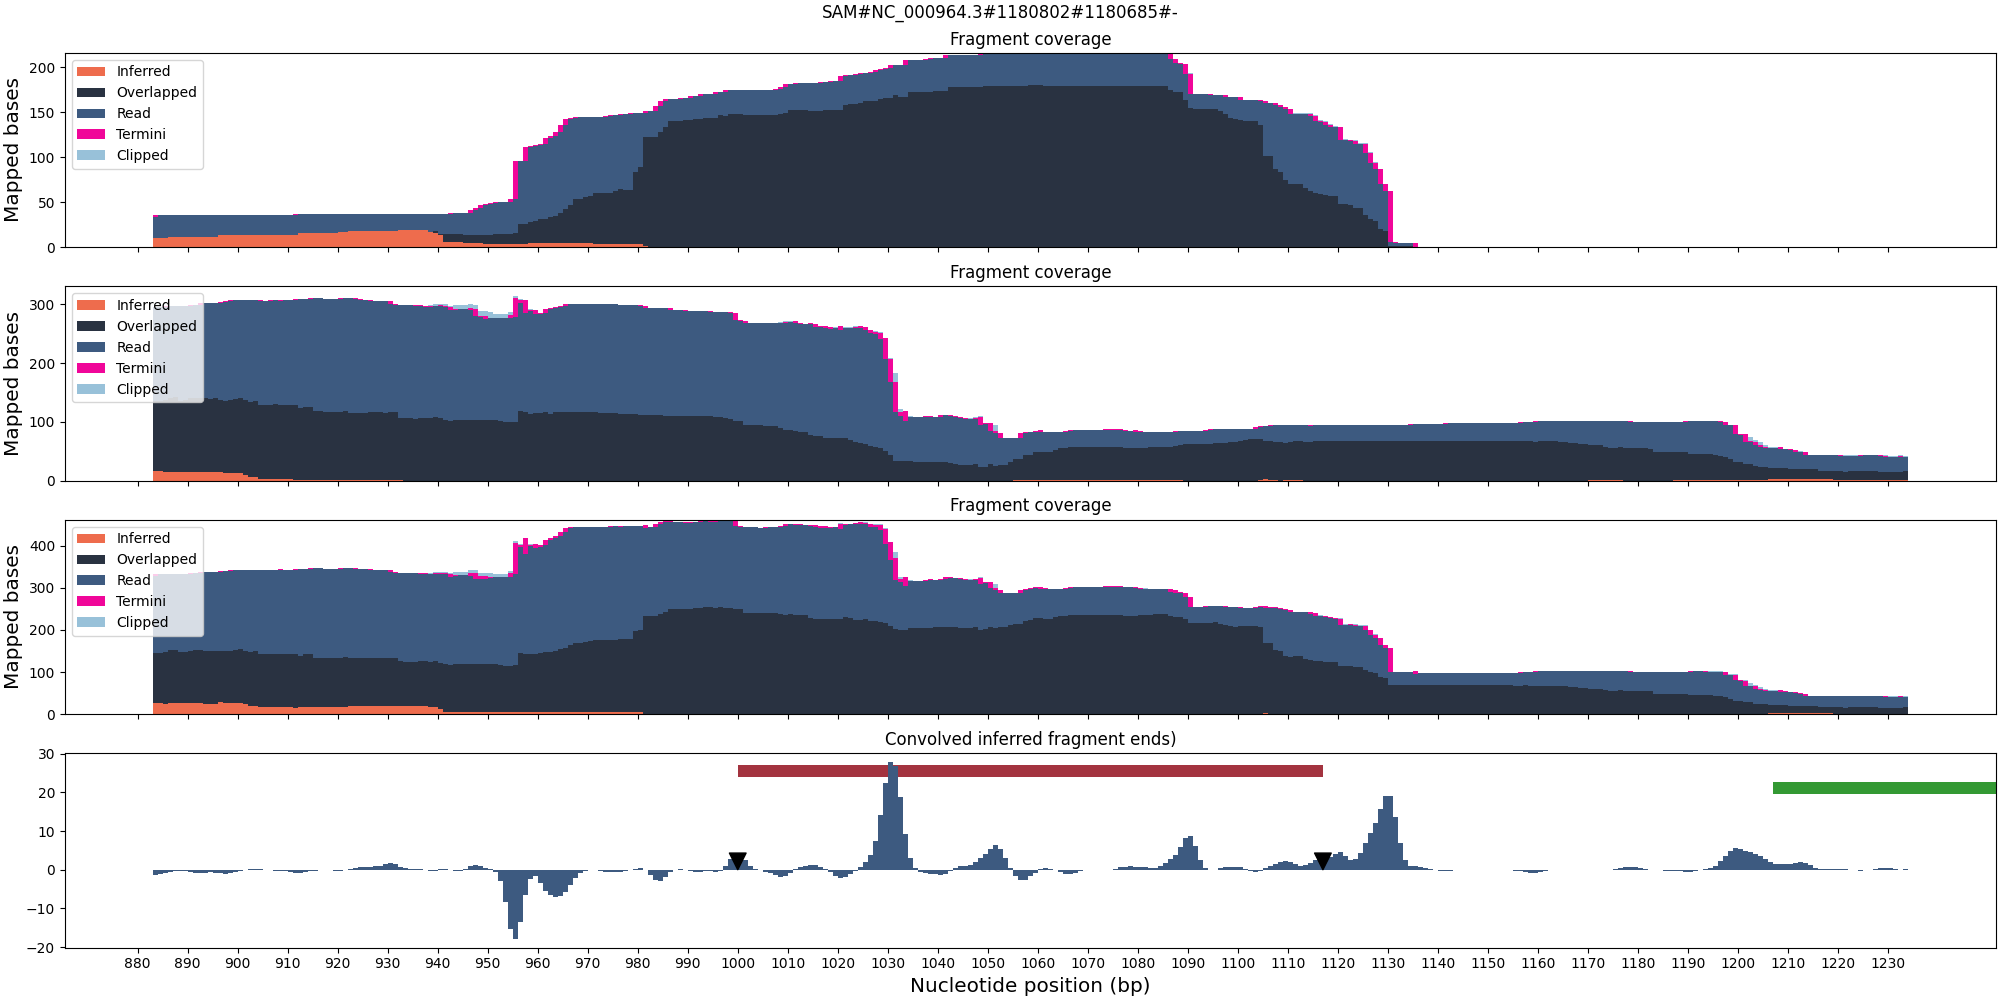 SAM#NC_000964.3#1180802#1180685#-
Fragment coverage
Mapped bases
200
150
100
50
0
Inferred
Overlapped
Read
Termini
Clipped
Fragment coverage
Mapped bases
300
200
100
0
Inferred
Overlapped
Read
Termini
Clipped
Fragment coverage
Mapped bases
400
300
200
100
0
Inferred
Overlapped
Read
Termini
Clipped
Convolved inferred fragment ends)
30
20
10
0
−10
−20
880 890 900 910 920 930 940 950 960 970 980 990 1000 1010 1020 1030 1040 1050 1060 1070 1080 1090 1100 1110 1120 1130 1140 1150 1160 1170 1180 1190 1200 1210 1220 1230
Nucleotide position (bp)